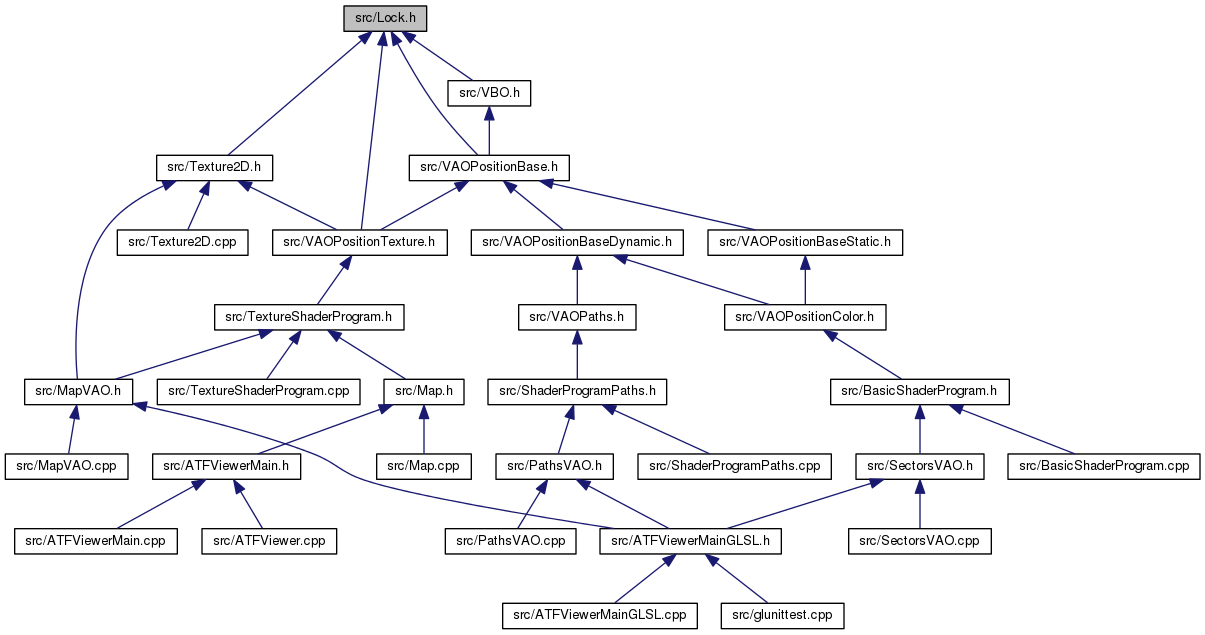 src/Lock.h
src/VBO.h
src/Texture2D.h
src/VAOPositionBase.h
src/Texture2D.cpp
src/VAOPositionTexture.h
src/VAOPositionBaseDynamic.h
src/VAOPositionBaseStatic.h
src/TextureShaderProgram.h
src/VAOPaths.h
src/VAOPositionColor.h
src/MapVAO.h
src/TextureShaderProgram.cpp
src/Map.h
src/ShaderProgramPaths.h
src/BasicShaderProgram.h
src/MapVAO.cpp
src/ATFViewerMain.h
src/Map.cpp
src/PathsVAO.h
src/ShaderProgramPaths.cpp
src/SectorsVAO.h
src/BasicShaderProgram.cpp
src/ATFViewerMain.cpp
src/ATFViewer.cpp
src/PathsVAO.cpp
src/ATFViewerMainGLSL.h
src/SectorsVAO.cpp
src/ATFViewerMainGLSL.cpp
src/glunittest.cpp